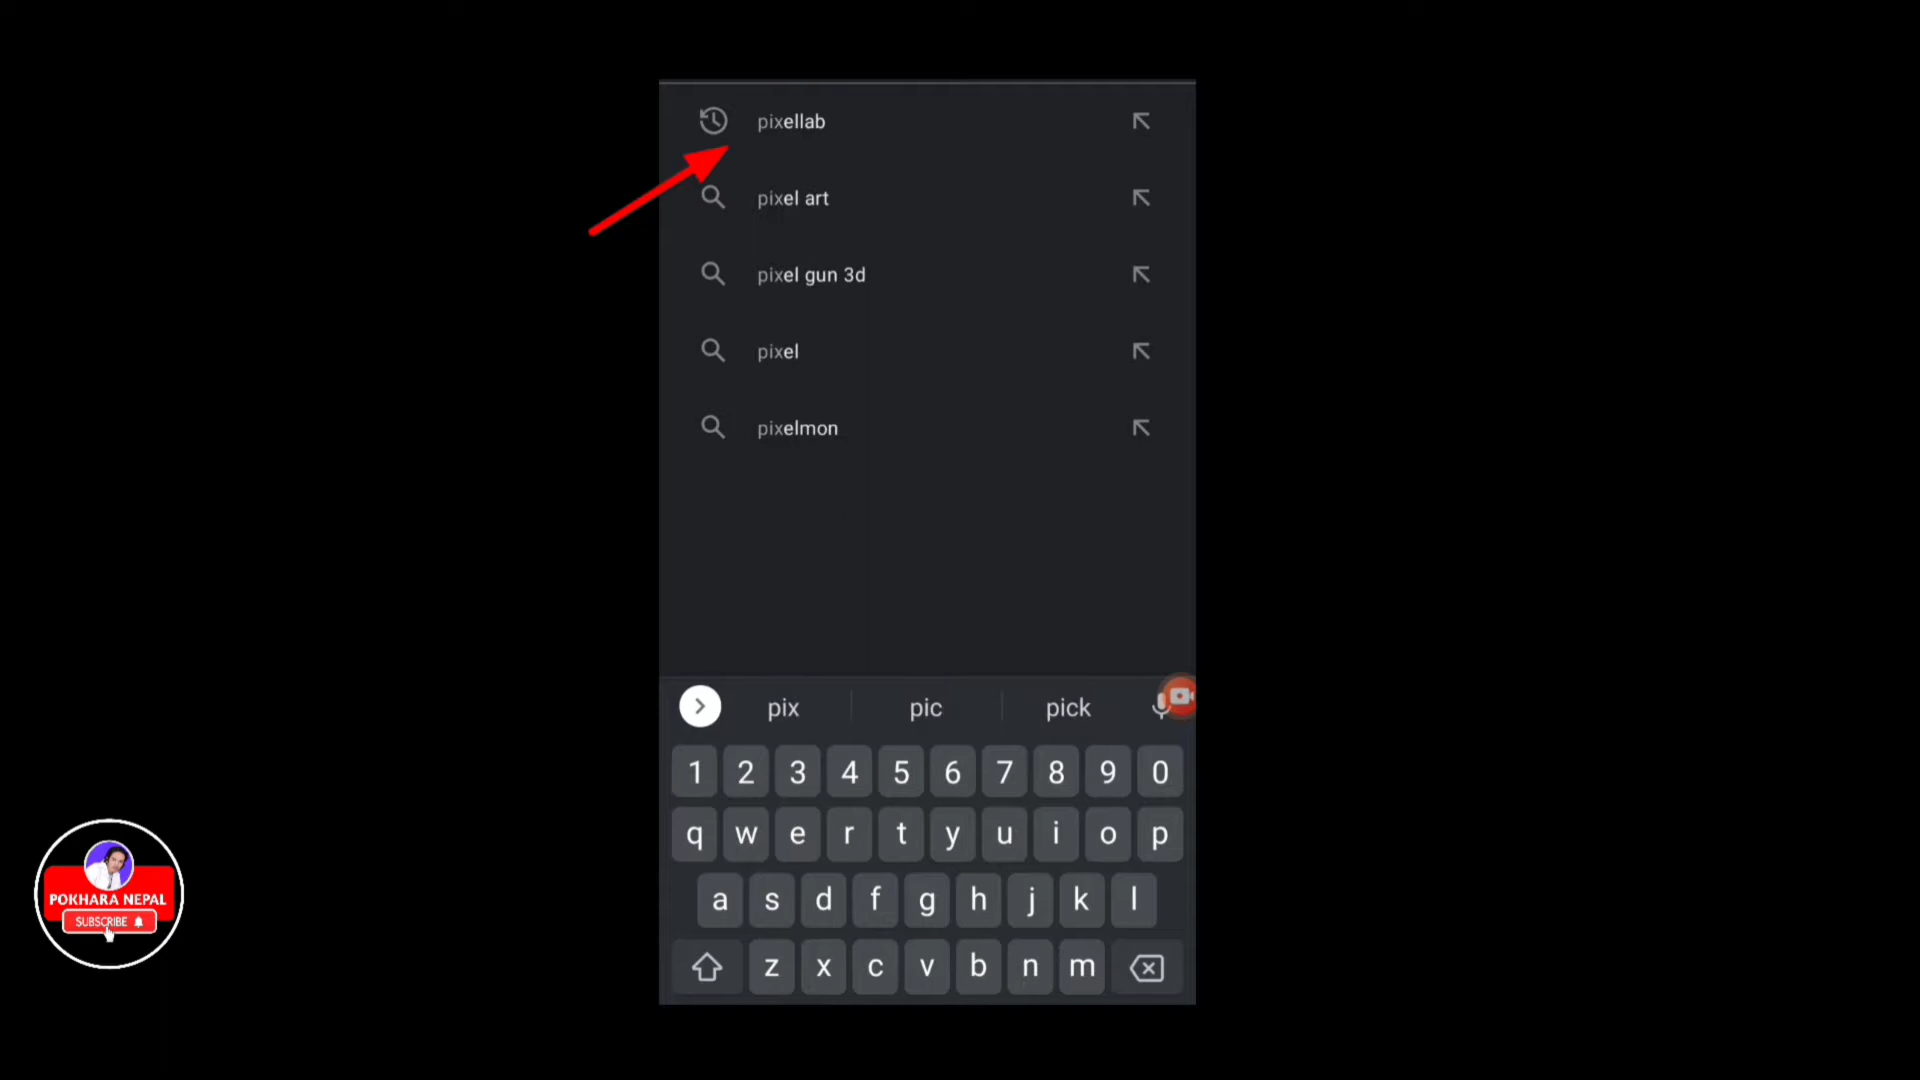 pixellab
pixel art
pixel gun 3d
pixel
pixelmon
pix pic pick
1 2 3 4 5 6 7 8 9 0
q w e r t y u i o p
a s d f g h j k l
z x c v b n m
POKHARA NEPAL
SUBSCRIBE